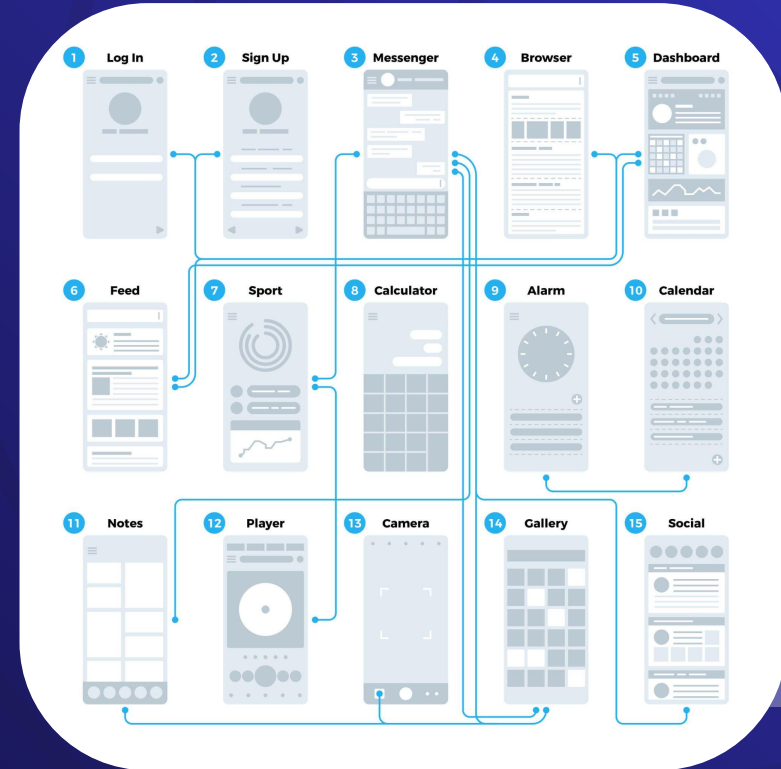 1 Log In
2 Sign Up
3 Messenger
4 Browser
5 Dashboard
6 Feed
7 Sport
8 Calculator
9 Alarm
10 Calendar
11 Notes
12 Player
13 Camera
14 Gallery
15 Social